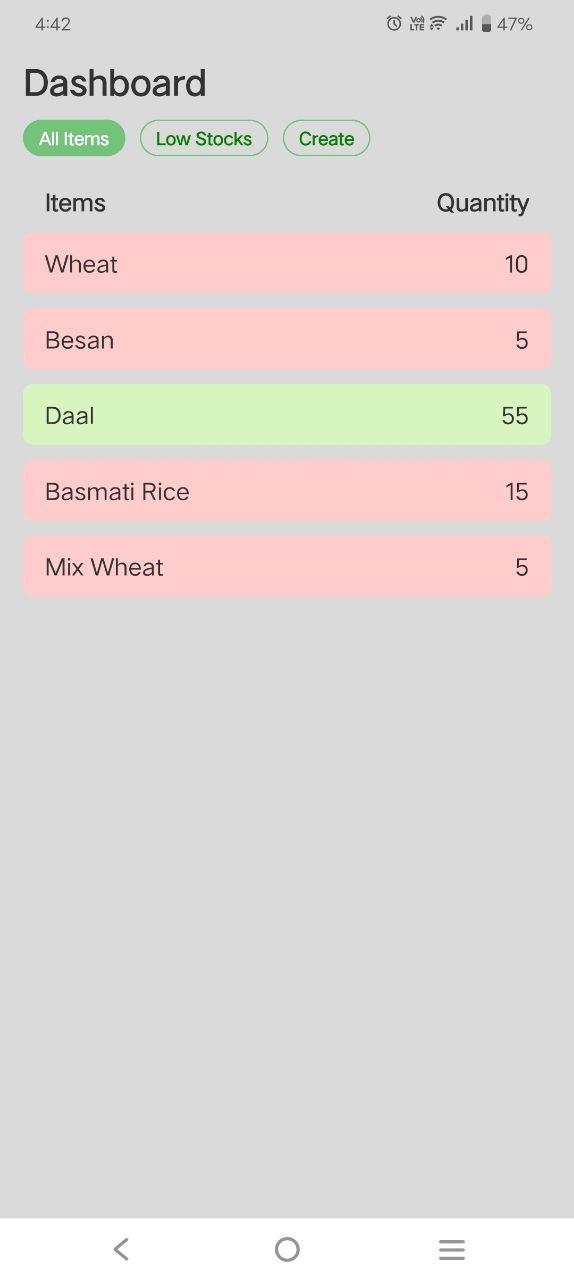 4:42 Vo) LTE 47%
Dashboard
All Items Low Stocks Create
Items Quantity
Wheat 10
Besan 5
Daal 55
Basmati Rice 15
Mix Wheat 5